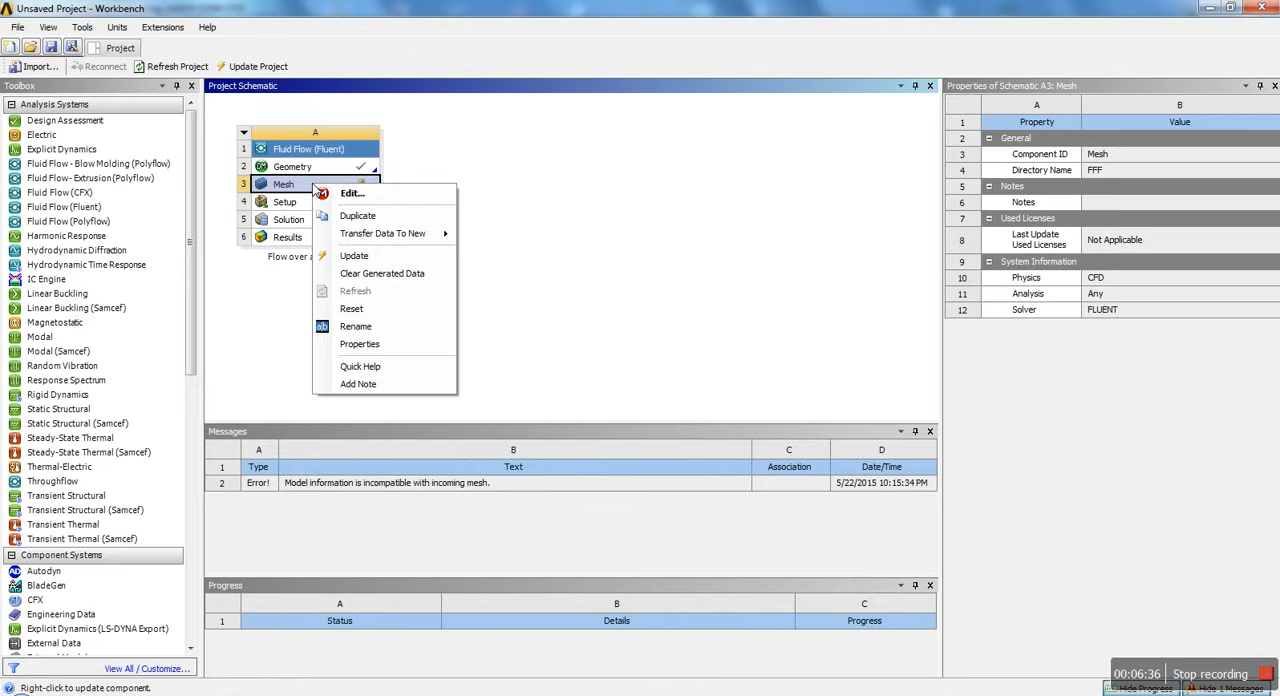 Unsaved Project - Workbench
File View Tools Units Extensions Help
Project
Import... Reconnect Refresh Project Update Project
Toolbox
Analysis Systems
Design Assessment
Electric
Explicit Dynamics
Fluid Flow - Blow Molding (Polyflow)
Fluid Flow - Extrusion (Polyflow)
Fluid Flow (CFX)
Fluid Flow (Fluent)
Fluid Flow (Polyflow)
Harmonic Response
Hydrodynamic Diffraction
Hydrodynamic Time Response
IC Engine
Linear Buckling
Linear Buckling (Samcef)
Magnetostatic
Modal
Modal (Samcef)
Random Vibration
Response Spectrum
Rigid Dynamics
Static Structural
Static Structural (Samcef)
Steady-State Thermal
Steady-State Thermal (Samcef)
Thermal-Electric
Throughflow
Transient Structural
Transient Structural (Samcef)
Transient Thermal
Transient Thermal (Samcef)
Component Systems
Autodyn
BladeGen
CFX
Engineering Data
Explicit Dynamics (LS-DYNA Export)
External Data
View All / Customize...
Right-click to update component.
Project Schematic
A
1 Fluid Flow (Fluent)
2 Geometry
3 Mesh
4 Setup
5 Solution
6 Results
Flow over a
Edit...
Duplicate
Transfer Data To New
Update
Clear Generated Data
Refresh
Reset
Rename
Properties
Quick Help
Add Note
Messages
A B C D
1 Type Text Association Date/Time
2 Error! Model information is incompatible with incoming mesh. 5/22/2015 10:15:34 PM
Progress
A B C
1 Status Details Progress
Properties of Schematic A3: Mesh
A B
1 Property Value
2 General
3 Component ID Mesh
4 Directory Name FFF
5 Notes
6 Notes
7 Used Licenses
8 Last Update Used Licenses Not Applicable
9 System Information
10 Physics CFD
11 Analysis Any
12 Solver FLUENT
00:06:36 Stop recording
Hide Progress Hide 1 Messages